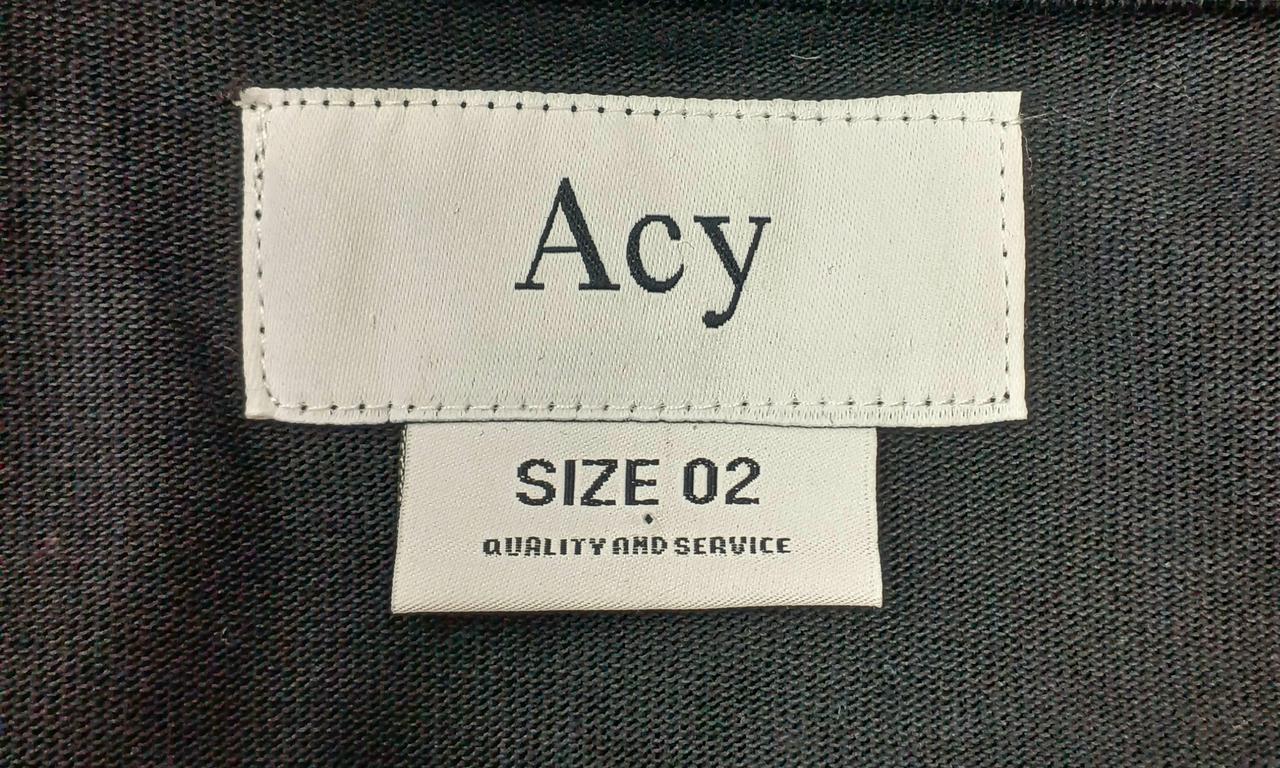 Acy
SIZE 02
QUALITY AND SERVICE